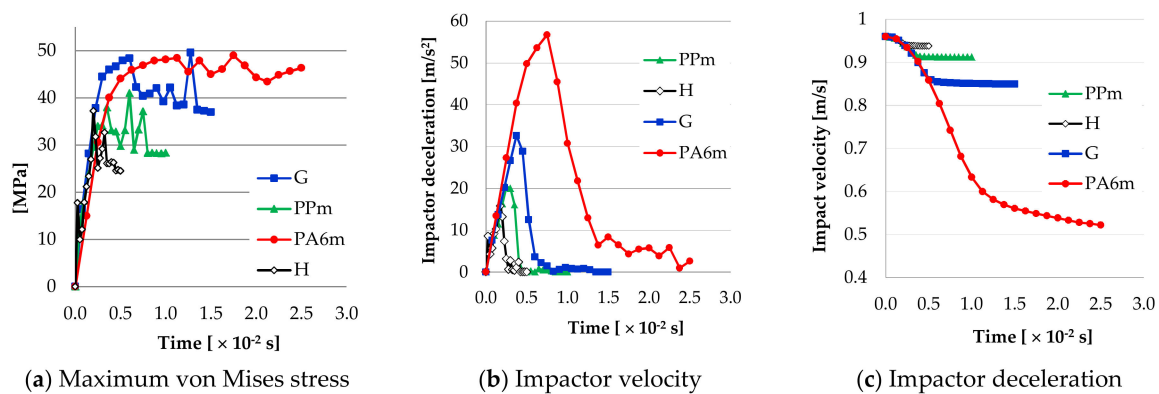 [MPa]
60
50
40
30
20
10
0
G
PPm
PA6m
H
0.0 0.5 1.0 1.5 2.0 2.5 3.0
Time [ × 10-2 s]
(a) Maximum von Mises stress
Impactor deceleration [m/s²]
60
50
40
30
20
10
0
PPm
H
G
PA6m
0.0 0.5 1.0 1.5 2.0 2.5 3.0
Time [ × 10-2 s]
(b) Impactor velocity
Impact velocity [m/s]
1
0.9
0.8
0.7
0.6
0.5
0.4
PPm
H
G
PA6m
0.0 0.5 1.0 1.5 2.0 2.5 3.0
Time [ × 10-2 s]
(c) Impactor deceleration